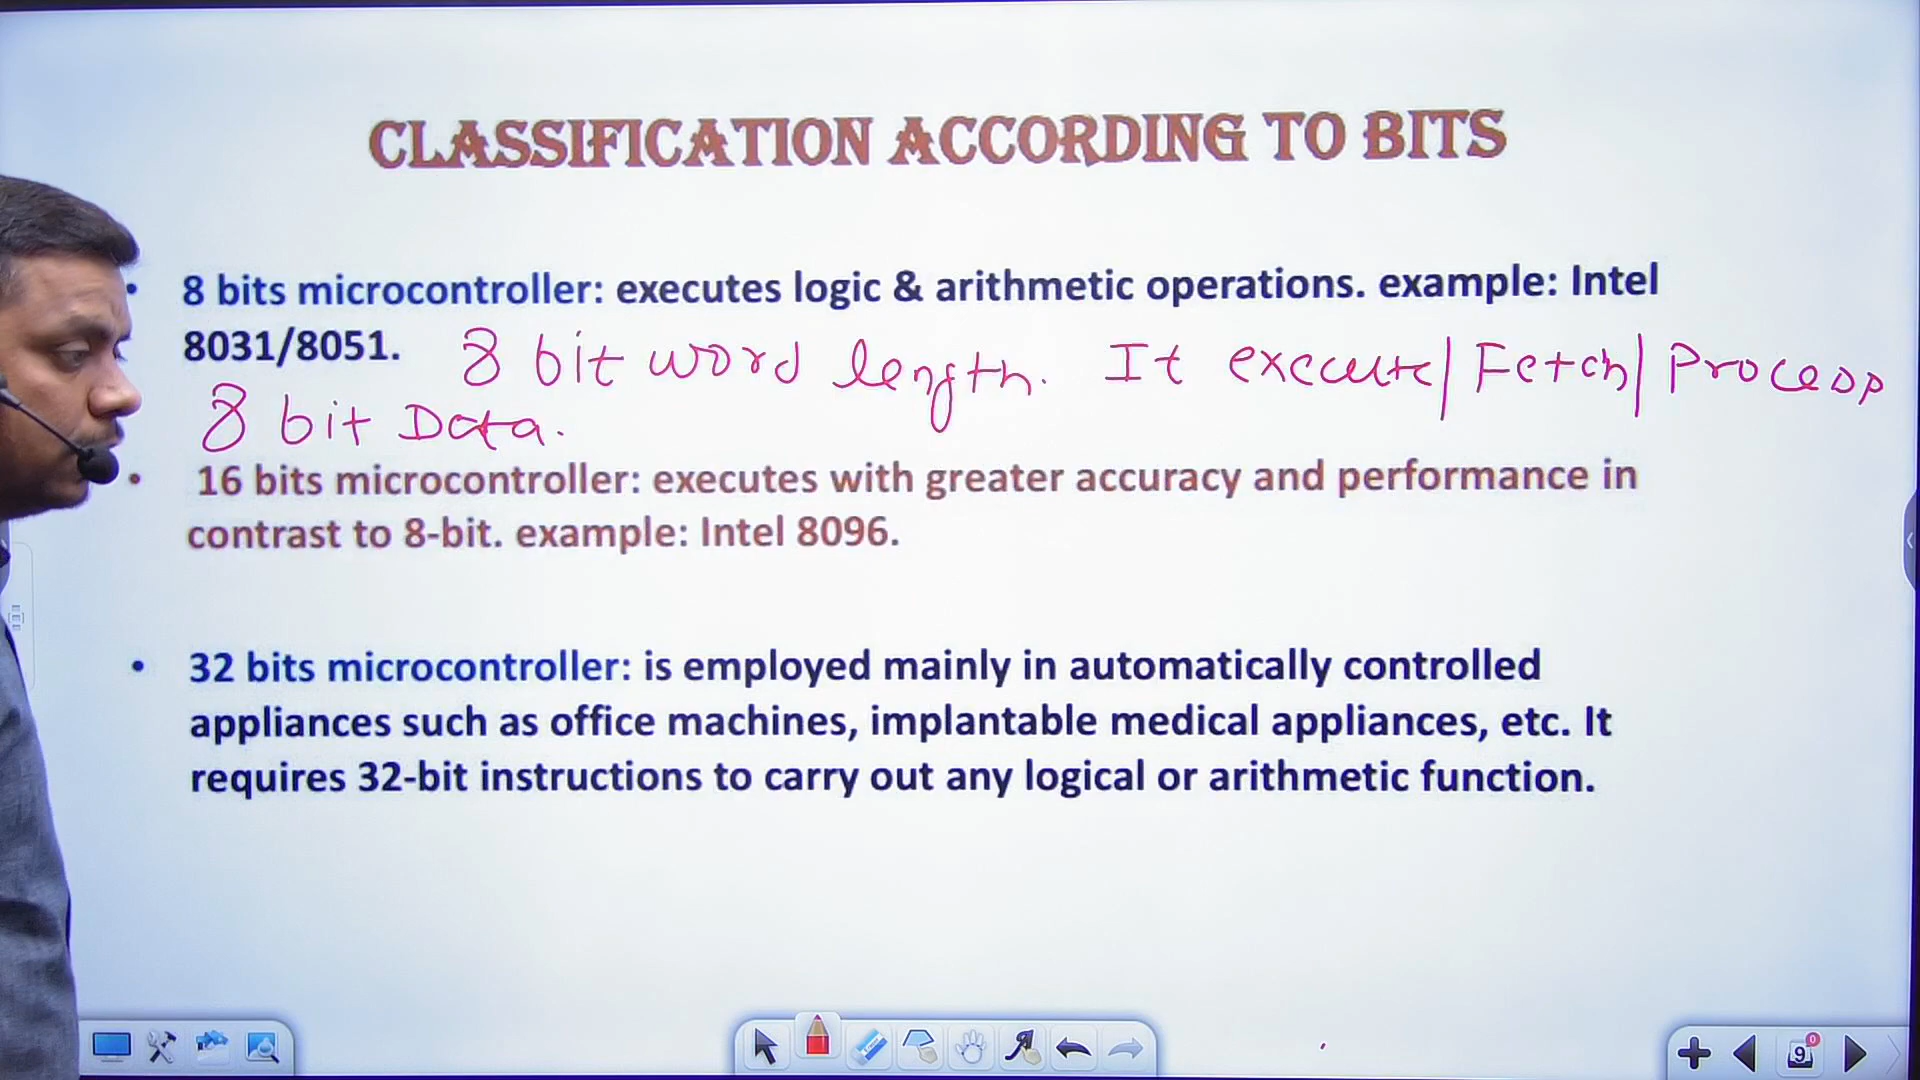 CLASSIFICATION ACCORDING TO BITS
• 8 bits microcontroller: executes logic & arithmetic operations. example: Intel
8031/8051. 8 bit word length. It execute/Fetch/Process
8 bit Data.
• 16 bits microcontroller: executes with greater accuracy and performance in
contrast to 8-bit. example: Intel 8096.
• 32 bits microcontroller: is employed mainly in automatically controlled
appliances such as office machines, implantable medical appliances, etc. It
requires 32-bit instructions to carry out any logical or arithmetic function.
9
0